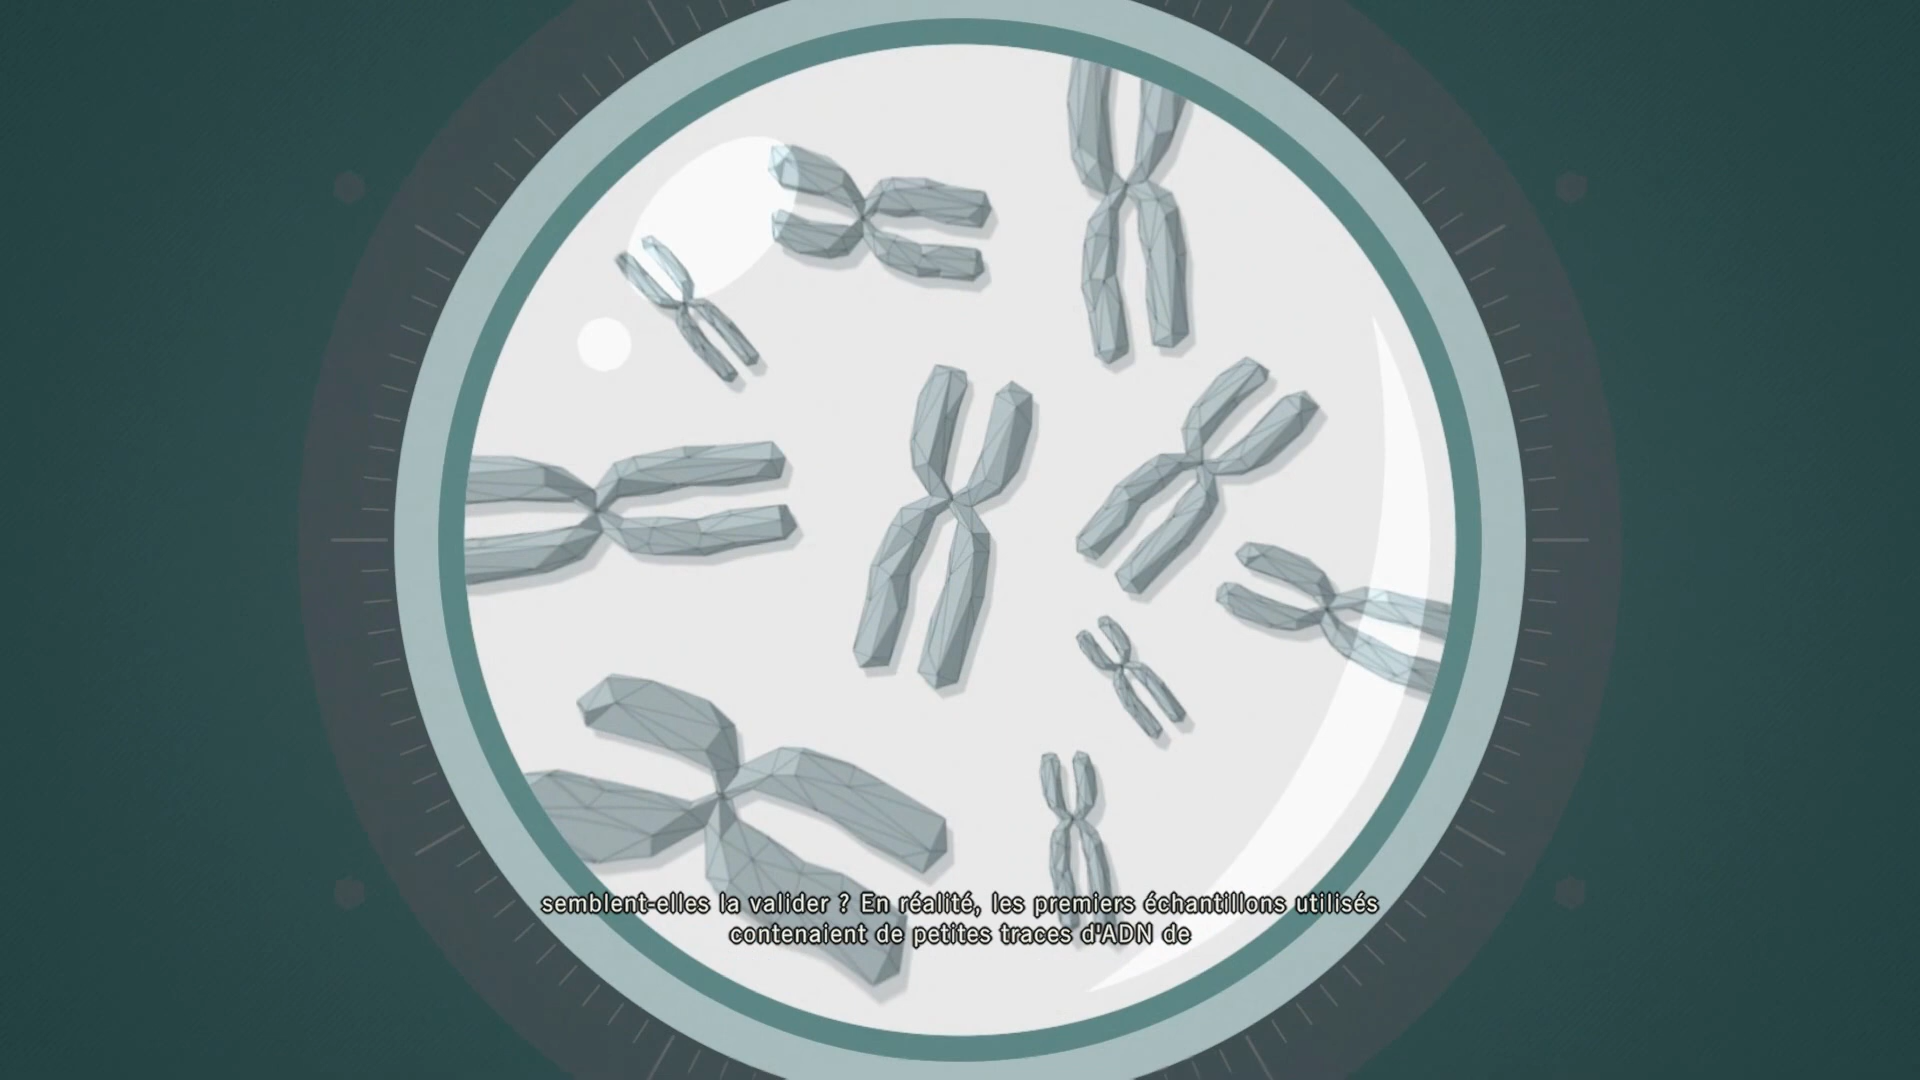 semblent-elles la valider ? En réalité, les premiers échantillons utilisés
contenaient de petites traces d'ADN de